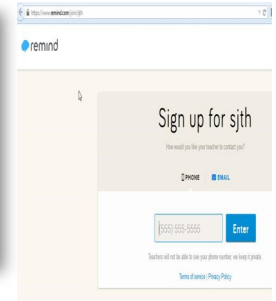 https://www.remind.com/join/sjth
remind
Sign up for sjth
How would you like your teacher to contact you?
PHONE EMAIL
(555) 555-5555 Enter
Teachers will not be able to see your phone number, we keep it private.
Terms of service | Privacy Policy